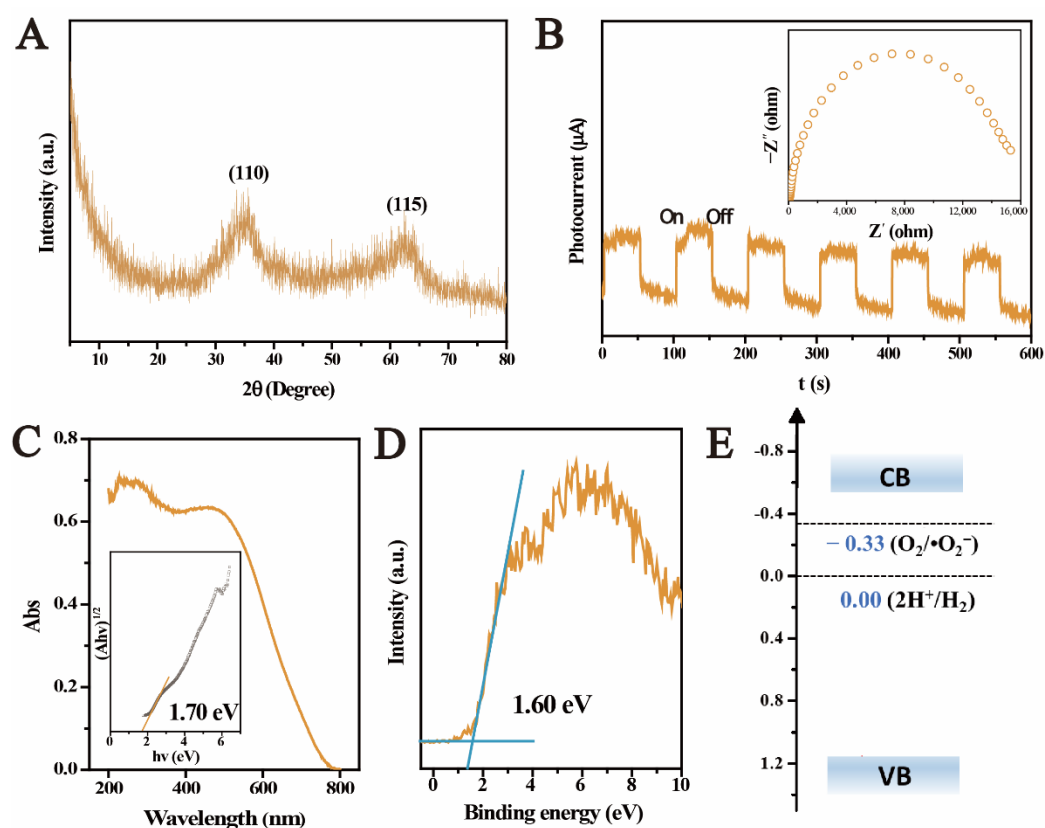 A
Intensity (a.u.)
(110)
(115)
10 20 30 40 50 60 70 80
2θ (Degree)
B
Photocurrent (μA)
On Off
−Z″ (ohm)
0 4,000 8,000 12,000 16,000
Z′ (ohm)
0 100 200 300 400 500 600
t (s)
C
Abs
0.8
0.6
0.4
0.2
0.0
(Ahv)1/2
1.70 eV
0 2 4 6
hv (eV)
200 400 600 800
Wavelength (nm)
D
Intensity (a.u.)
1.60 eV
0 2 4 6 8 10
Binding energy (eV)
E
−0.8
CB
−0.4
− 0.33 (O₂/•O₂⁻)
0.0
0.00 (2H⁺/H₂)
0.4
0.8
1.2
VB